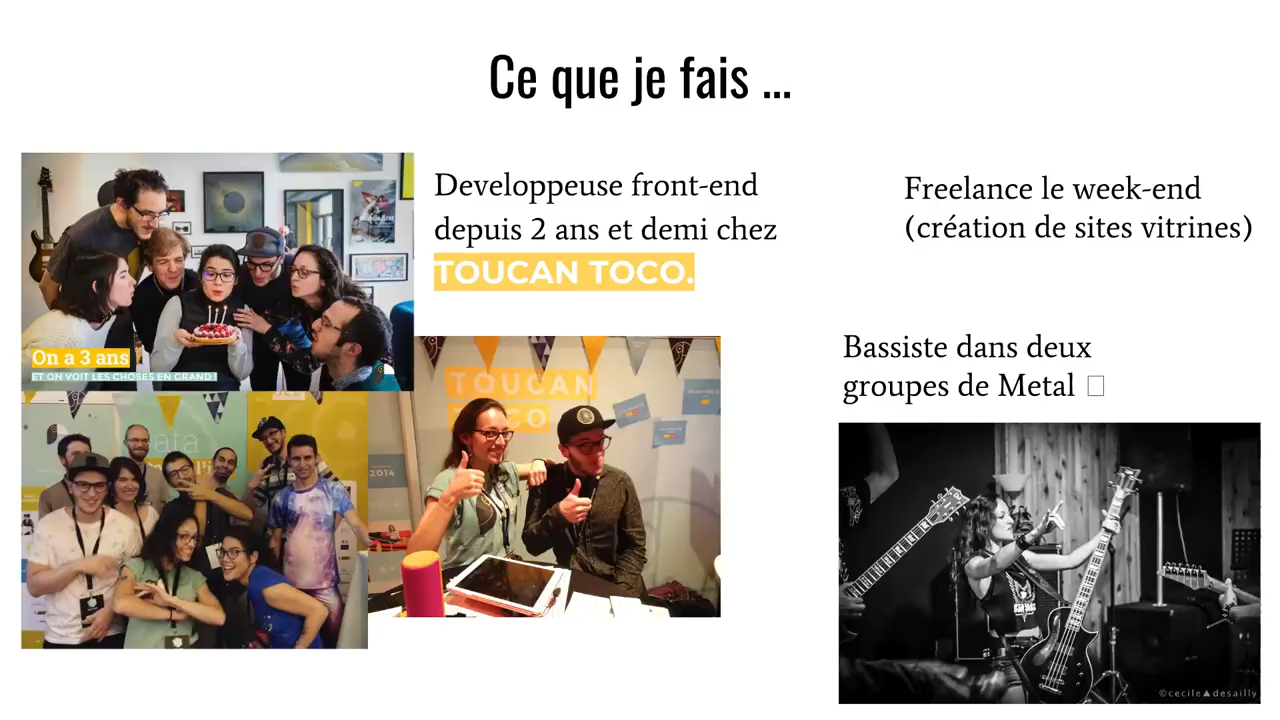 Ce que je fais ...
Developpeuse front-end
depuis 2 ans et demi chez
TOUCAN TOCO.
Freelance le week-end
(création de sites vitrines)
On a 3 ans
ET ON VOIT LES CHOSES EN GRAND !
Bassiste dans deux
groupes de Metal
TOUCAN
TOCO
2014
©cecile▲desailly